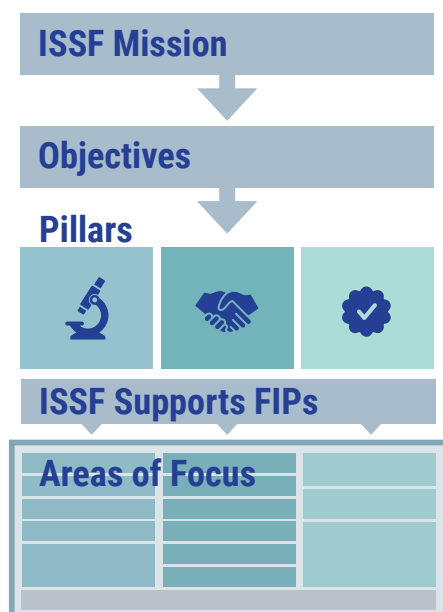 ISSF Mission
Objectives
Pillars
ISSF Supports FIPs
Areas of Focus